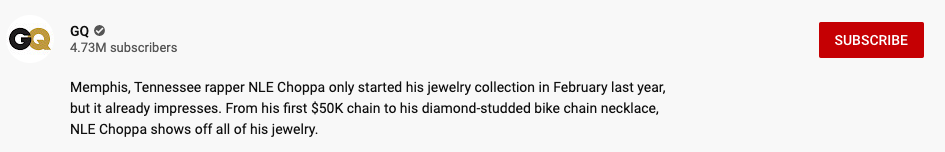 GQ
GQ
4.73M subscribers
SUBSCRIBE
Memphis, Tennessee rapper NLE Choppa only started his jewelry collection in February last year,
but it already impresses. From his first $50K chain to his diamond-studded bike chain necklace,
NLE Choppa shows off all of his jewelry.